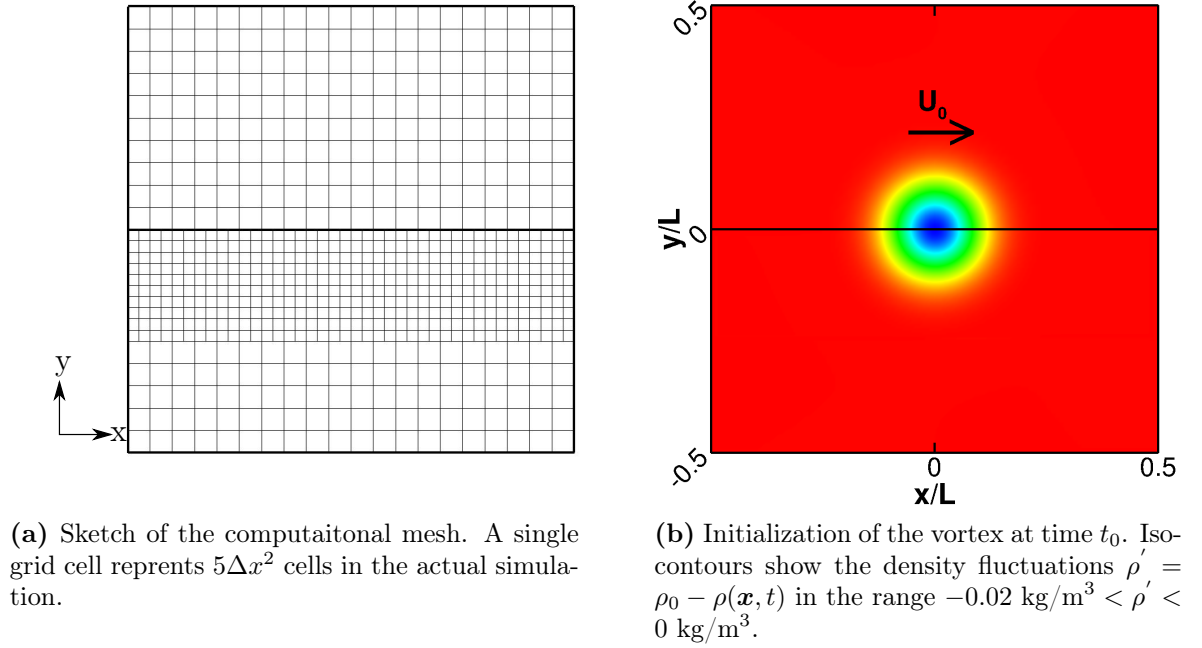 y
x
0.5
U₀
y/L
0
-0.5
0
0.5
x/L
(a) Sketch of the computaitonal mesh. A single
grid cell reprents 5Δx² cells in the actual simula-
tion.
(b) Initialization of the vortex at time t₀. Iso-
contours show the density fluctuations ρ′ =
ρ₀ − ρ(x, t) in the range −0.02 kg/m³ < ρ′ <
0 kg/m³.